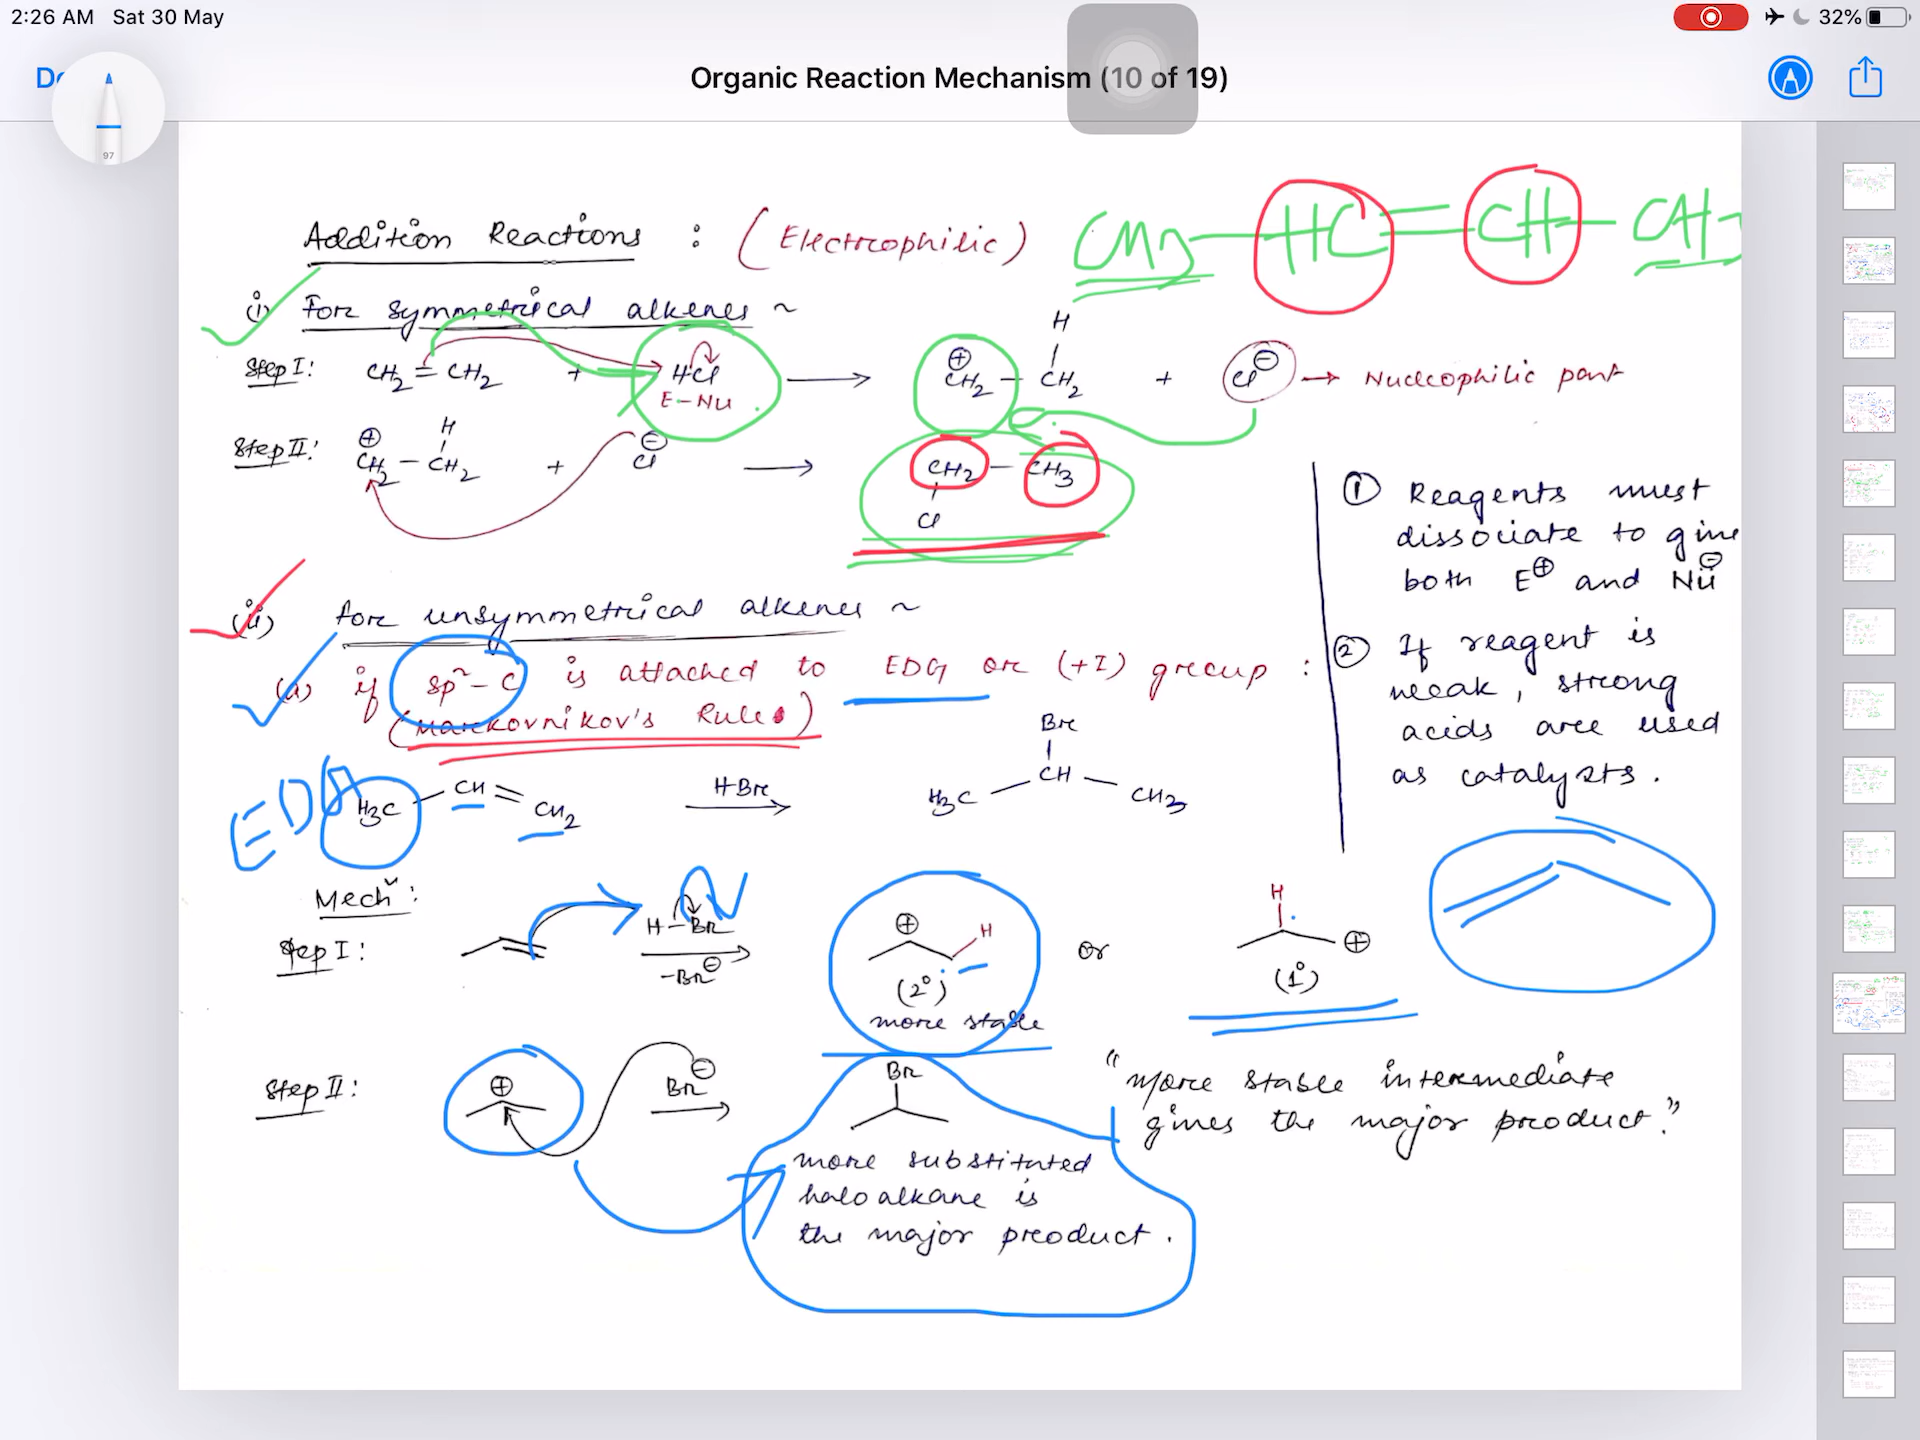 2:26 AM Sat 30 May
32%
Organic Reaction Mechanism (10 of 19)
97
Addition Reactions : (Electrophilic)
CH3 — HC = CH — CH3
(i) For symmetrical alkenes ~
Step I: CH2 = CH2 + HCl → ⊕CH2 — CH2 + Cl⊖ → Nucleophilic part
H
E – Nu
Step II: ⊕CH2 — CH2 + Cl⊖ → CH2 — CH3
H
Cl
① Reagents must
dissociate to give
both E⊕ and Nü⊖
② If reagent is
weak, strong
acids are used
as catalysts.
(ii) For unsymmetrical alkenes ~
(a) if sp²–C is attached to EDG or (+I) group :
(Markovnikov's Rule)
EDG
H3C — CH = CH2 HBr → H3C — CH — CH3
Br
Mech:
Step I: H – Br
–Br⊖
⊕ H
(2°)
more stable
or
H ⊕
(1°)
Step II: ⊕ Br⊖ → Br
"More stable intermediate
gives the major product."
more substituted
haloalkane is
the major product.